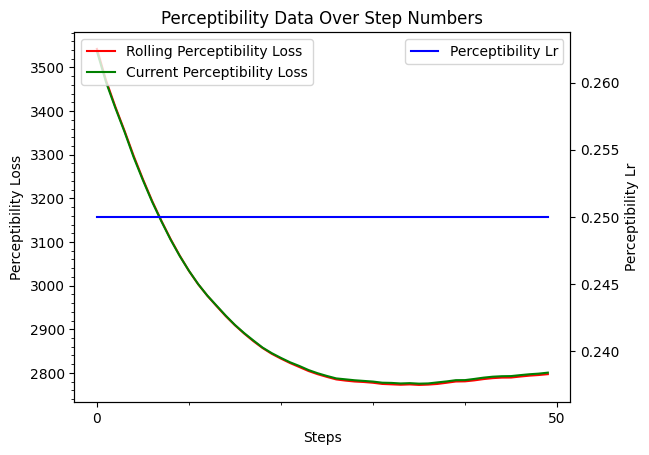 Perceptibility Data Over Step Numbers
Rolling Perceptibility Loss
Current Perceptibility Loss
Perceptibility Lr
3500
3400
3300
3200
3100
3000
2900
2800
Perceptibility Loss
0.260
0.255
0.250
0.245
0.240
Perceptibility Lr
0
50
Steps